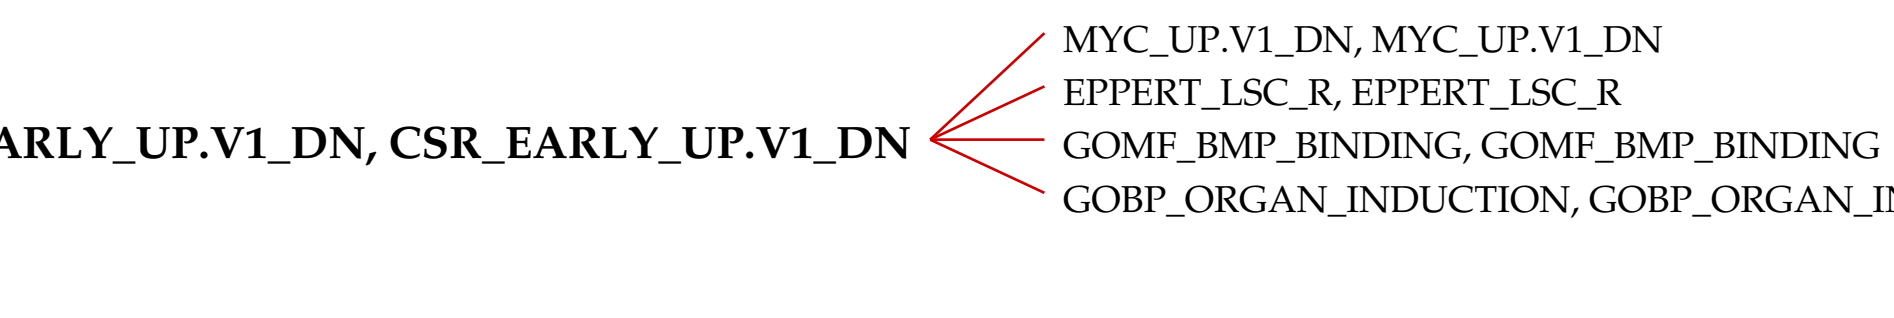 MYC_UP.V1_DN, MYC_UP.V1_DN
EPPERT_LSC_R, EPPERT_LSC_R
ARLY_UP.V1_DN, CSR_EARLY_UP.V1_DN
GOMF_BMP_BINDING, GOMF_BMP_BINDING
GOBP_ORGAN_INDUCTION, GOBP_ORGAN_I